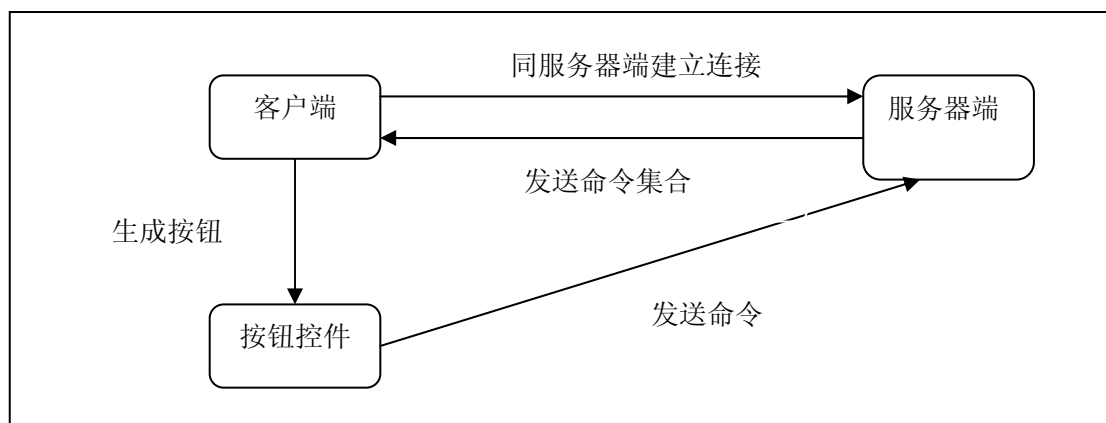 同服务器端建立连接
客户端
服务器端
发送命令集合
生成按钮
发送命令
按钮控件